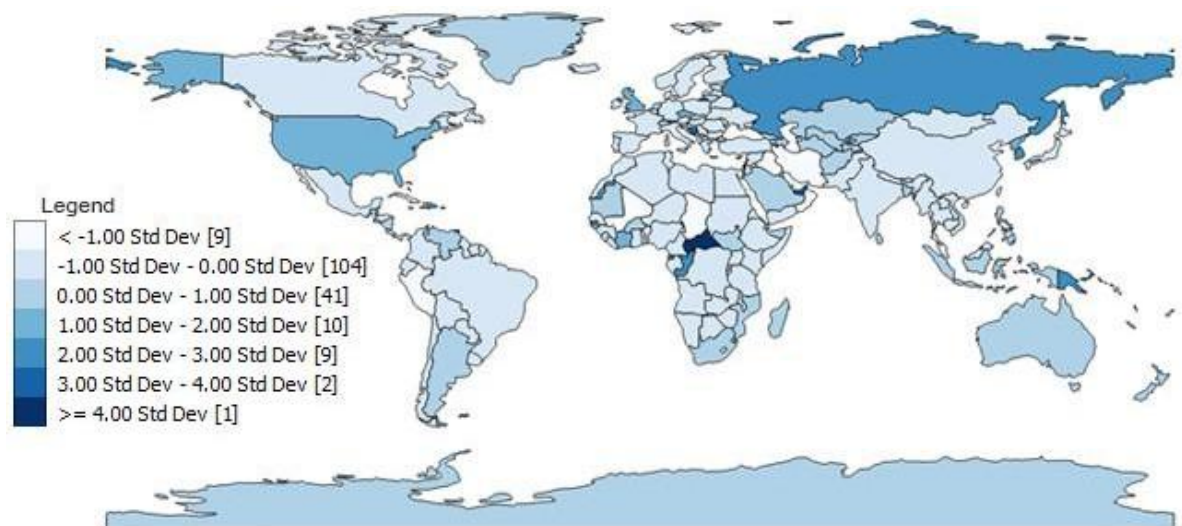 Legend
< -1.00 Std Dev [9]
-1.00 Std Dev - 0.00 Std Dev [104]
0.00 Std Dev - 1.00 Std Dev [41]
1.00 Std Dev - 2.00 Std Dev [10]
2.00 Std Dev - 3.00 Std Dev [9]
3.00 Std Dev - 4.00 Std Dev [2]
>= 4.00 Std Dev [1]